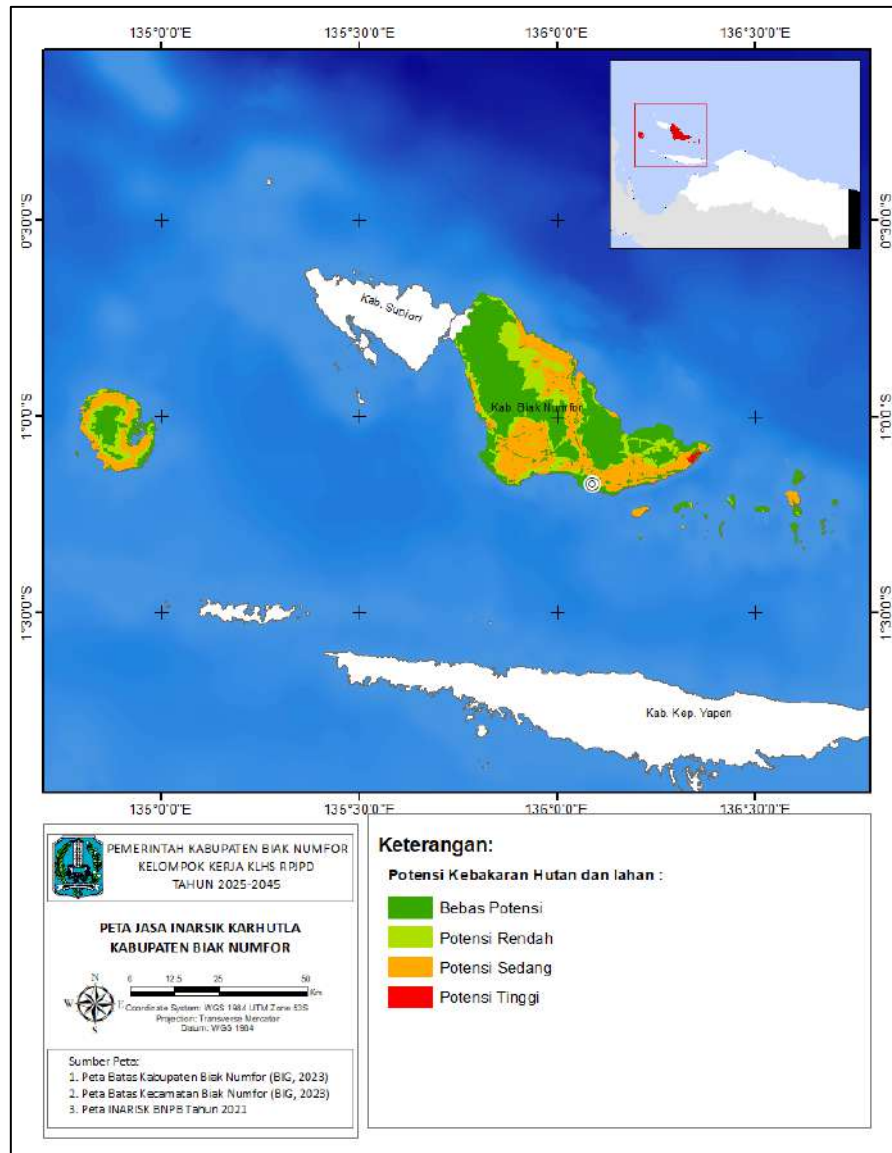 135°0'0"E 135°30'0"E 136°0'0"E 136°30'0"E
0°30'0"S 0°30'0"S
Kab. Supiori
Kab. Biak Numfor
1°0'0"S 1°0'0"S
1°30'0"S 1°30'0"S
Kab. Kep. Yapen
135°0'0"E 135°30'0"E 136°0'0"E 136°30'0"E
PEMERINTAH KABUPATEN BIAK NUMFOR
KELOMPOK KERJA KLHS RPJPD
TAHUN 2025-2045
PETA JASA INARSIK KARHUTLA
KABUPATEN BIAK NUMFOR
N
W E
S
6 12.5 25 50
Km
Coordinate System: WGS 1984 UTM Zone 53S
Projection: Transverse Mercator
Datum: WGS 1984
Sumber Peta:
1. Peta Batas Kabupaten Biak Numfor (BIG, 2023)
2. Peta Batas Kecamatan Biak Numfor (BIG, 2023)
3. Peta INARISK BNPB Tahun 2021
Keterangan:
Potensi Kebakaran Hutan dan lahan :
Bebas Potensi
Potensi Rendah
Potensi Sedang
Potensi Tinggi